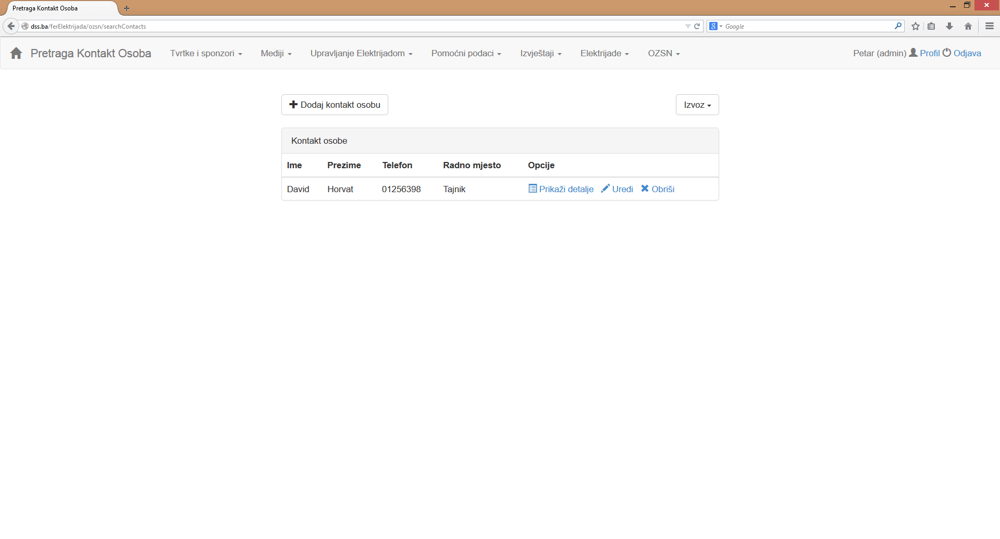 Pretraga Kontakt Osoba
dss.ba/ferElektrijada/ozsn/searchContacts
Google
Pretraga Kontakt Osoba Tvrtke i sponzori Mediji Upravljanje Elektrijadom Pomoćni podaci Izvještaji Elektrijade OZSN Petar (admin) Profil Odjava
Dodaj kontakt osobu Izvoz
Kontakt osobe
Ime Prezime Telefon Radno mjesto Opcije
David Horvat 01256398 Tajnik Prikaži detalje Uredi Obriši